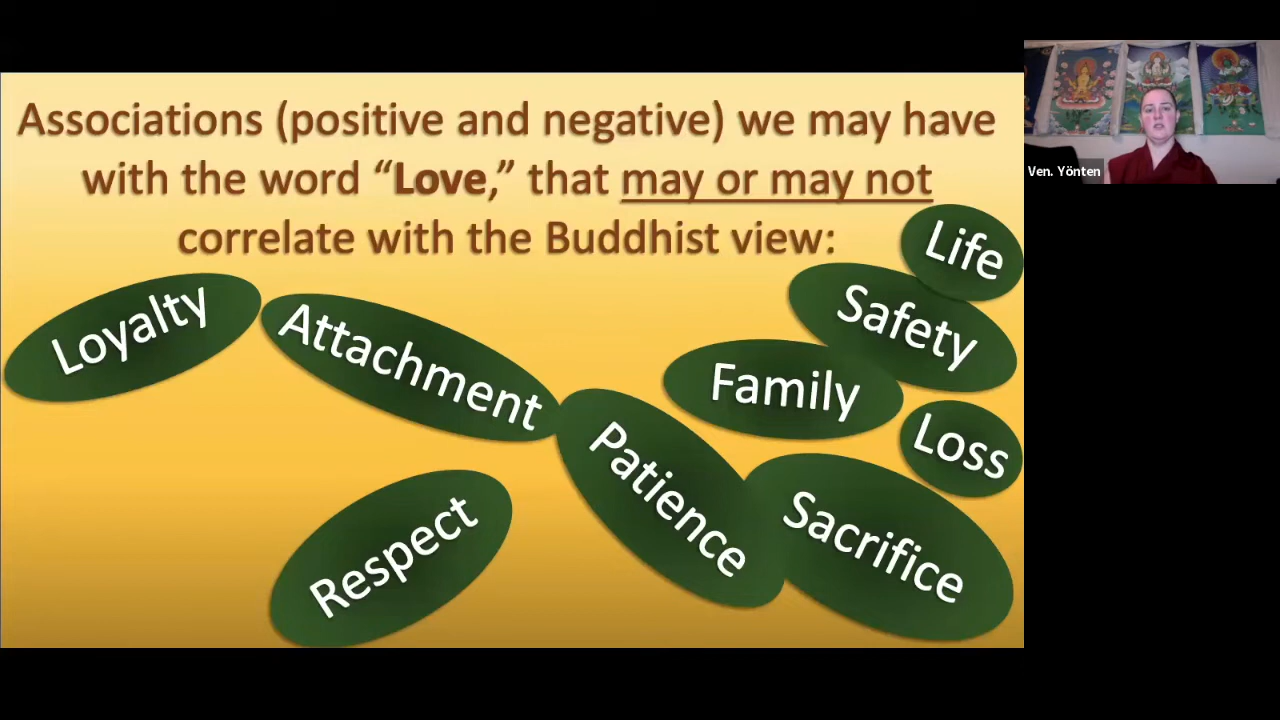 Associations (positive and negative) we may have
with the word “Love,” that may or may not
correlate with the Buddhist view:
Life
Loyalty
Attachment
Safety
Family
Loss
Patience
Sacrifice
Respect
Ven. Yönten